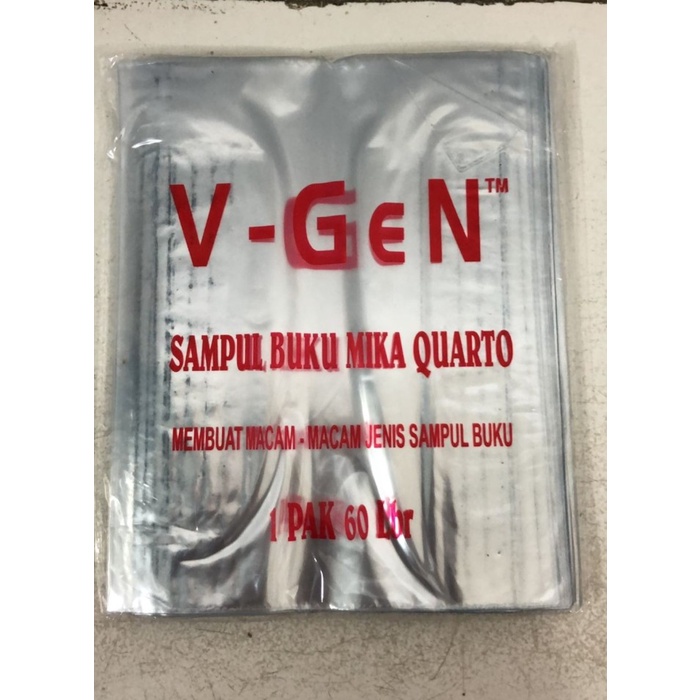 V-GeN™
SAMPUL BUKU MIKA QUARTO
MEMBUAT MACAM - MACAM JENIS SAMPUL BUKU
1 PAK 60 Lbr